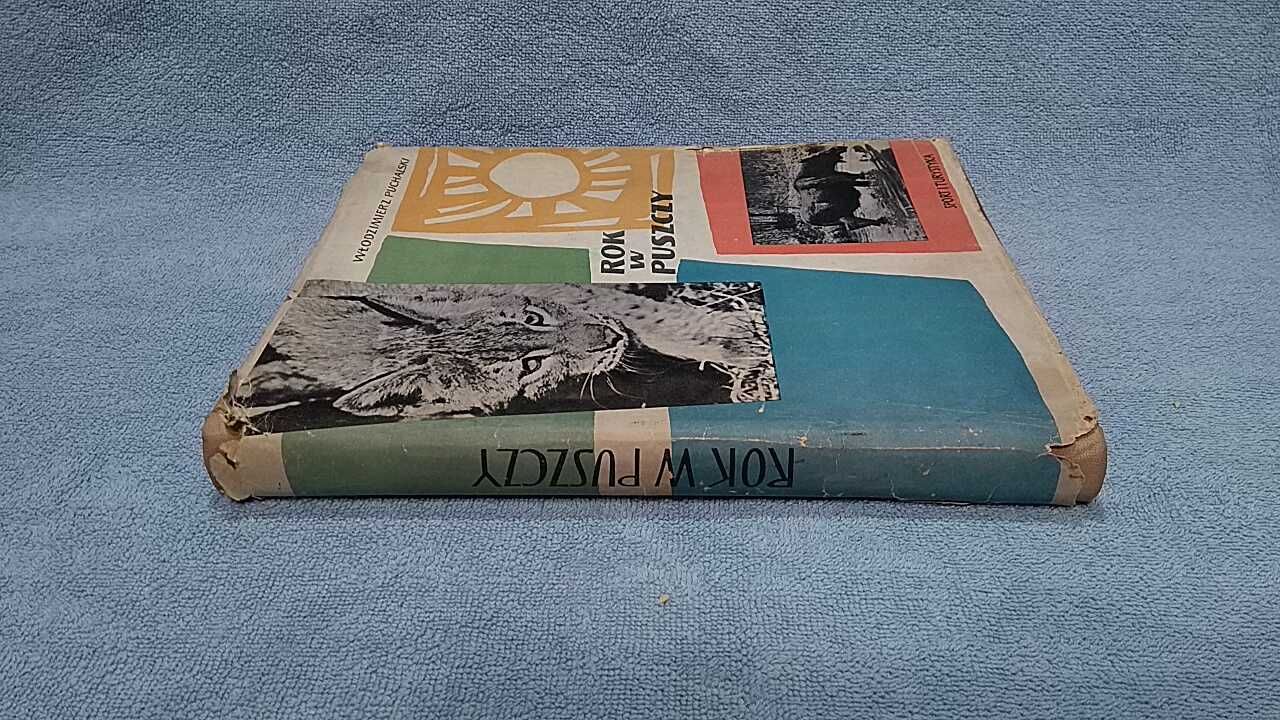 WŁODZIMIERZ PUCHALSKI
ROK
W
PUSZCZY
SPORT I TURYSTYKA
ROK W PUSZCZY